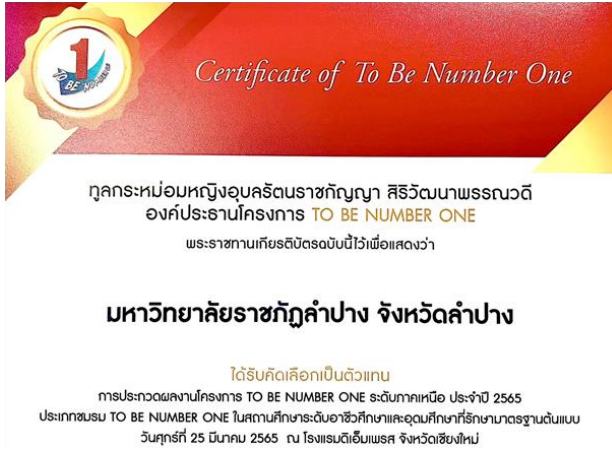 1
TO BE NUMBER ONE
Certificate of To Be Number One
ทูลกระหม่อมหญิงอุบลรัตนราชกัญญา สิริวัฒนาพรรณวดี
องค์ประธานโครงการ TO BE NUMBER ONE
พระราชทานเกียรติบัตรฉบับนี้ไว้เพื่อแสดงว่า
มหาวิทยาลัยราชภัฏลำปาง จังหวัดลำปาง
ได้รับคัดเลือกเป็นตัวแทน
การประกวดผลงานโครงการ TO BE NUMBER ONE ระดับภาคเหนือ ประจำปี 2565
ประเภทชมรม TO BE NUMBER ONE ในสถานศึกษาระดับอาชีวศึกษาและอุดมศึกษาที่รักษามาตรฐานต้นแบบ
วันศุกร์ที่ 25 มีนาคม 2565 ณ โรงแรมดิเอ็มเพรส จังหวัดเชียงใหม่